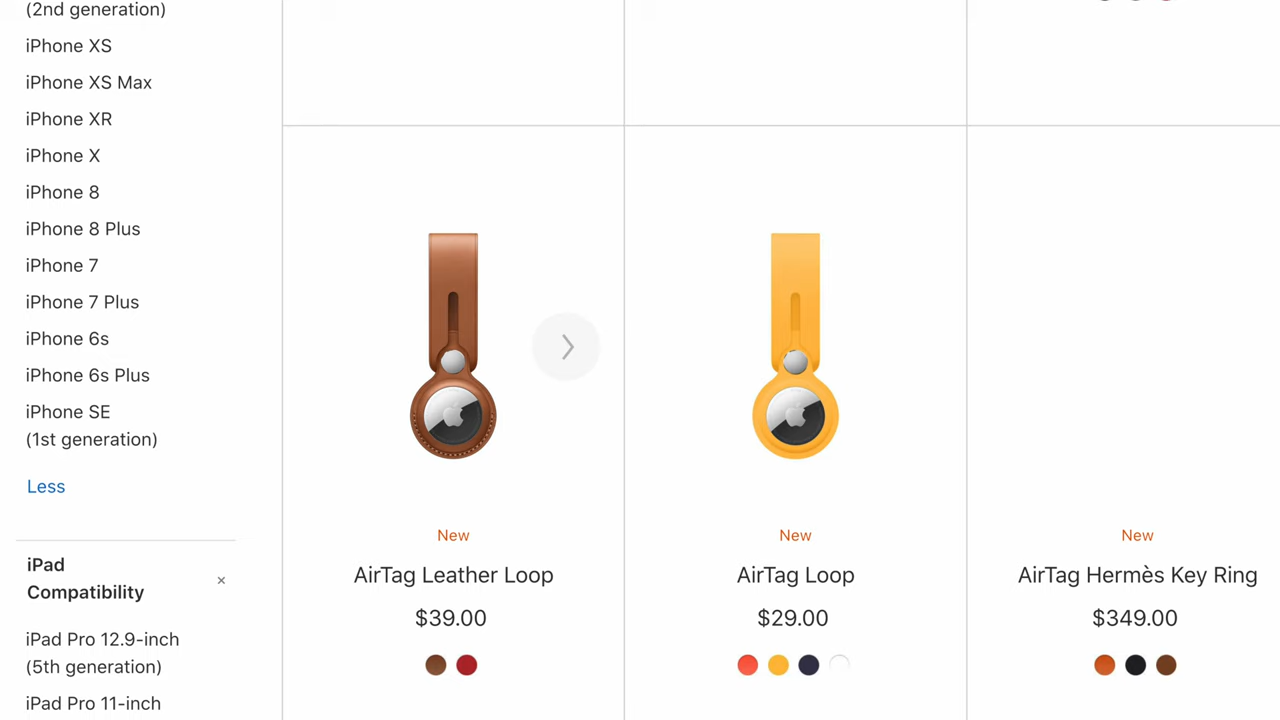 (2nd generation)
iPhone XS
iPhone XS Max
iPhone XR
iPhone X
iPhone 8
iPhone 8 Plus
iPhone 7
iPhone 7 Plus
iPhone 6s
iPhone 6s Plus
iPhone SE
(1st generation)
Less
iPad
Compatibility
×
iPad Pro 12.9-inch
(5th generation)
iPad Pro 11-inch
New
AirTag Leather Loop
$39.00
New
AirTag Loop
$29.00
New
AirTag Hermès Key Ring
$349.00